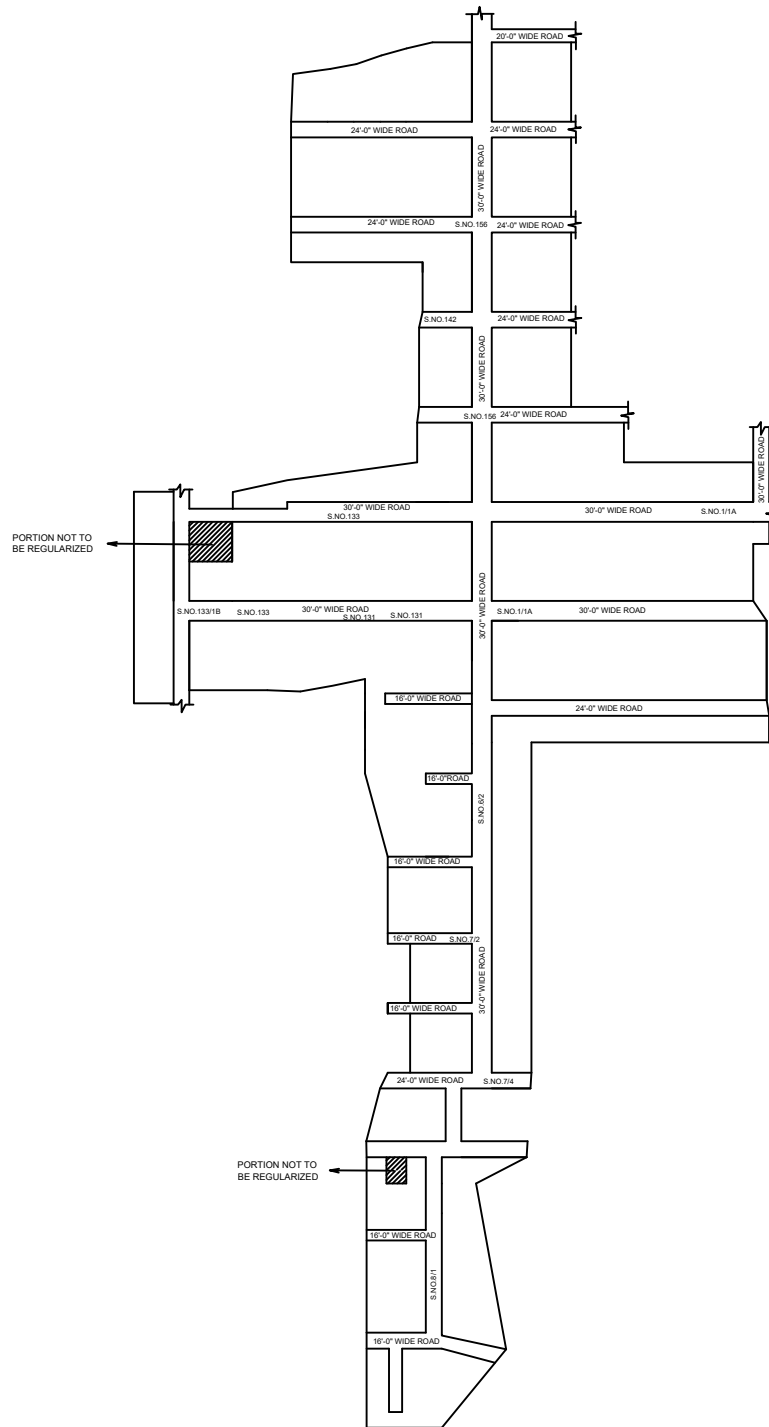 20'-0" WIDE ROAD
24'-0" WIDE ROAD
24'-0" WIDE ROAD
30'-0" WIDE ROAD
24'-0" WIDE ROAD
S.NO.156
24'-0" WIDE ROAD
S.NO.142
24'-0" WIDE ROAD
30'-0" WIDE ROAD
S.NO.156
24'-0" WIDE ROAD
30'-0" WIDE ROAD
30'-0" WIDE ROAD
S.NO.133
30'-0" WIDE ROAD
S.NO.1/1A
PORTION NOT TO
BE REGULARIZED
S.NO.133/1B
S.NO.133
30'-0" WIDE ROAD
S.NO.131
S.NO.131
30'-0" WIDE ROAD
S.NO.1/1A
30'-0" WIDE ROAD
16'-0" WIDE ROAD
24'-0" WIDE ROAD
16'-0"ROAD
S.NO.6/2
16'-0" WIDE ROAD
16'-0" ROAD
S.NO.7/2
30'-0" WIDE ROAD
16'-0" WIDE ROAD
24'-0" WIDE ROAD
S.NO.7/4
PORTION NOT TO
BE REGULARIZED
16'-0" WIDE ROAD
S.NO.8/1
16'-0" WIDE ROAD